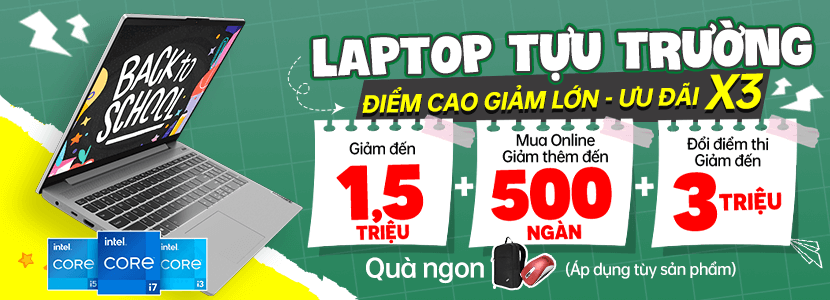 BACK to
SCHOOL
LAPTOP TỰU TRƯỜNG
ĐIỂM CAO GIẢM LỚN - ƯU ĐÃI X3
Giảm đến
1,5
TRIỆU
+
Mua Online
Giảm thêm đến
500
NGÀN
+
Đổi điểm thi
Giảm đến
3 TRIỆU
Quà ngon
(Áp dụng tùy sản phẩm)
intel
CORE
i5
intel
CORE
i7
intel
CORE
i3